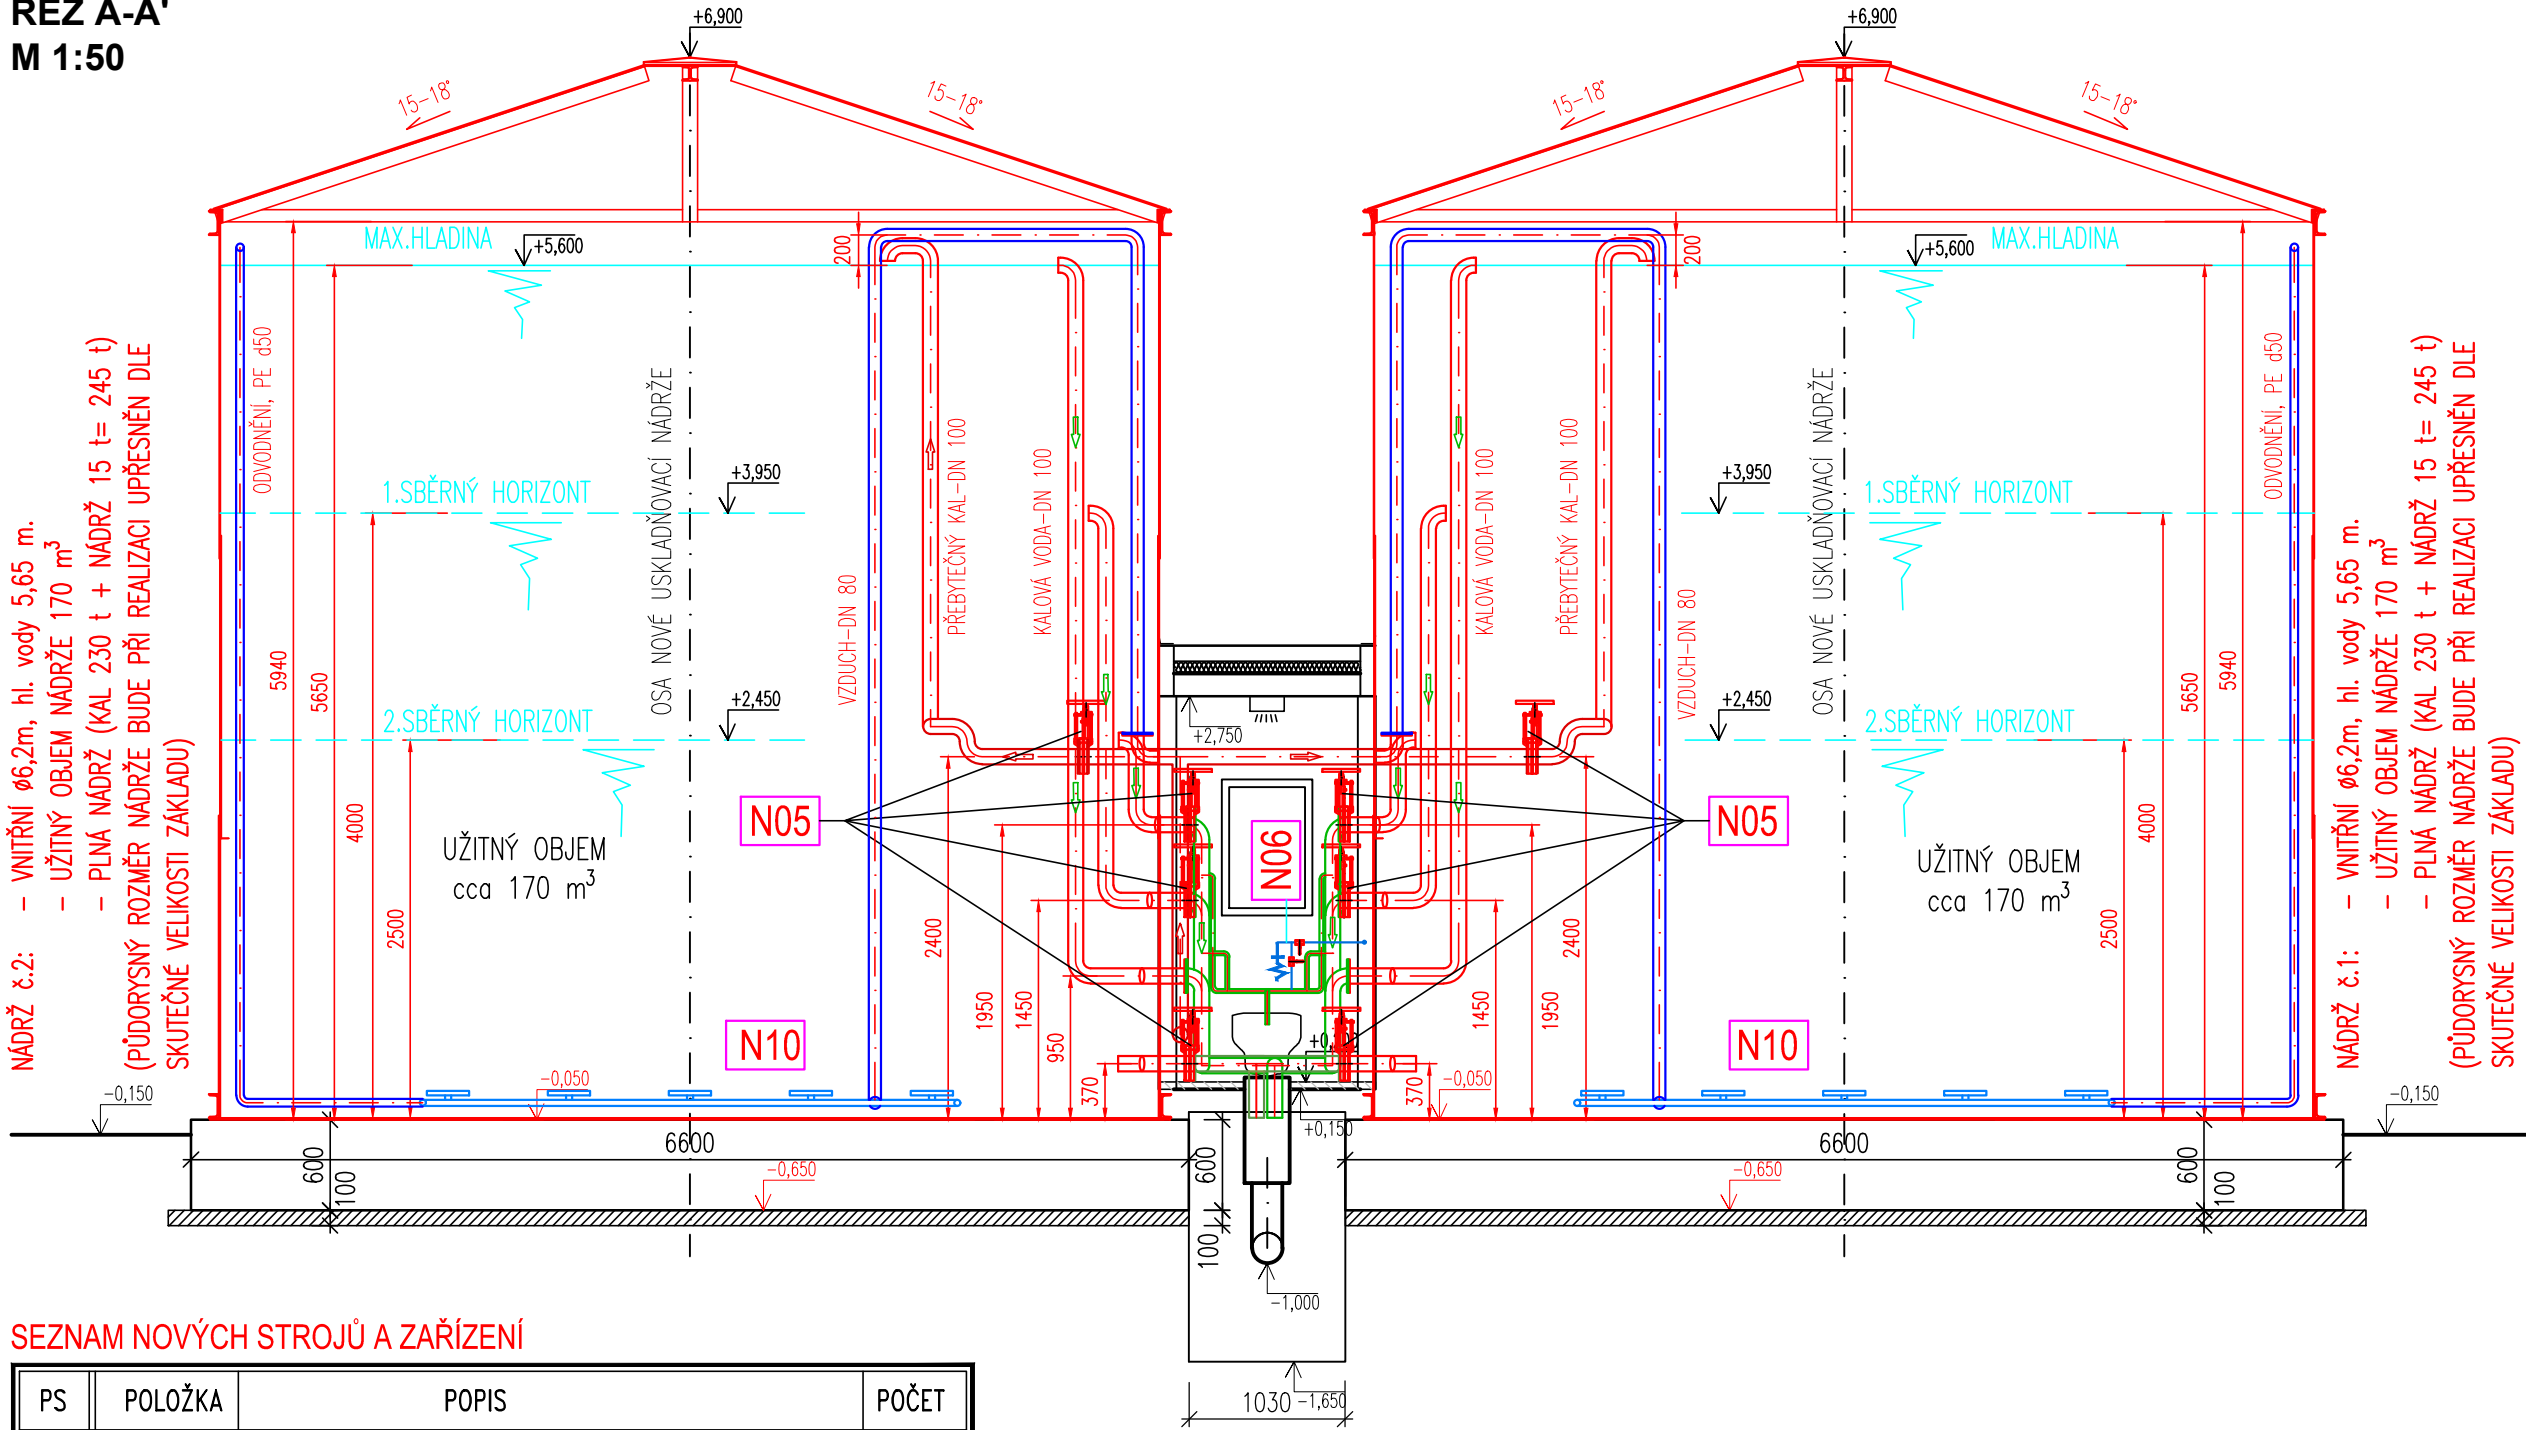 ŘEZ A-A'
M 1:50
+6,900
+6,900
15-18°
15-18°
15-18°
15-18°
MAX.HLADINA
+5,600
200
200
+5,600
MAX.HLADINA
NÁDRŽ č.2: - VNITŘNÍ ø6,2m, hl. vody 5,65 m.
- UŽITNÝ OBJEM NÁDRŽE 170 m³
- PLNÁ NÁDRŽ (KAL 230 t + NÁDRŽ 15 t= 245 t)
(PŮDORYSNÝ ROZMĚR NÁDRŽE BUDE PŘI REALIZACI UPŘESNĚN DLE
SKUTEČNÉ VELIKOSTI ZÁKLADU)
ODVODNĚNÍ, PE d50
5940
5650
4000
2500
1.SBĚRNÝ HORIZONT
+3,950
2.SBĚRNÝ HORIZONT
+2,450
OSA NOVÉ USKLADŇOVACÍ NÁDRŽE
UŽITNÝ OBJEM
cca 170 m³
VZDUCH-DN 80
PŘEBYTEČNÝ KAL-DN 100
KALOVÁ VODA-DN 100
N05
N10
2400
1950
1450
950
370
-0,050
-0,150
+2,750
N06
+0,150
KALOVÁ VODA-DN 100
PŘEBYTEČNÝ KAL-DN 100
VZDUCH-DN 80
OSA NOVÉ USKLADŇOVACÍ NÁDRŽE
+3,950
1.SBĚRNÝ HORIZONT
+2,450
2.SBĚRNÝ HORIZONT
N05
N10
UŽITNÝ OBJEM
cca 170 m³
370
-0,050
1450
1950
2400
2500
4000
5650
5940
ODVODNĚNÍ, PE d50
NÁDRŽ č.1: - VNITŘNÍ ø6,2m, hl. vody 5,65 m.
- UŽITNÝ OBJEM NÁDRŽE 170 m³
- PLNÁ NÁDRŽ (KAL 230 t + NÁDRŽ 15 t= 245 t)
(PŮDORYSNÝ ROZMĚR NÁDRŽE BUDE PŘI REALIZACI UPŘESNĚN DLE
SKUTEČNÉ VELIKOSTI ZÁKLADU)
-0,150
6600
6600
600
100
-0,650
600
100
-0,650
600
100
-1,000
1030
-1,650
SEZNAM NOVÝCH STROJŮ A ZAŘÍZENÍ
PS POLOŽKA POPIS POČET